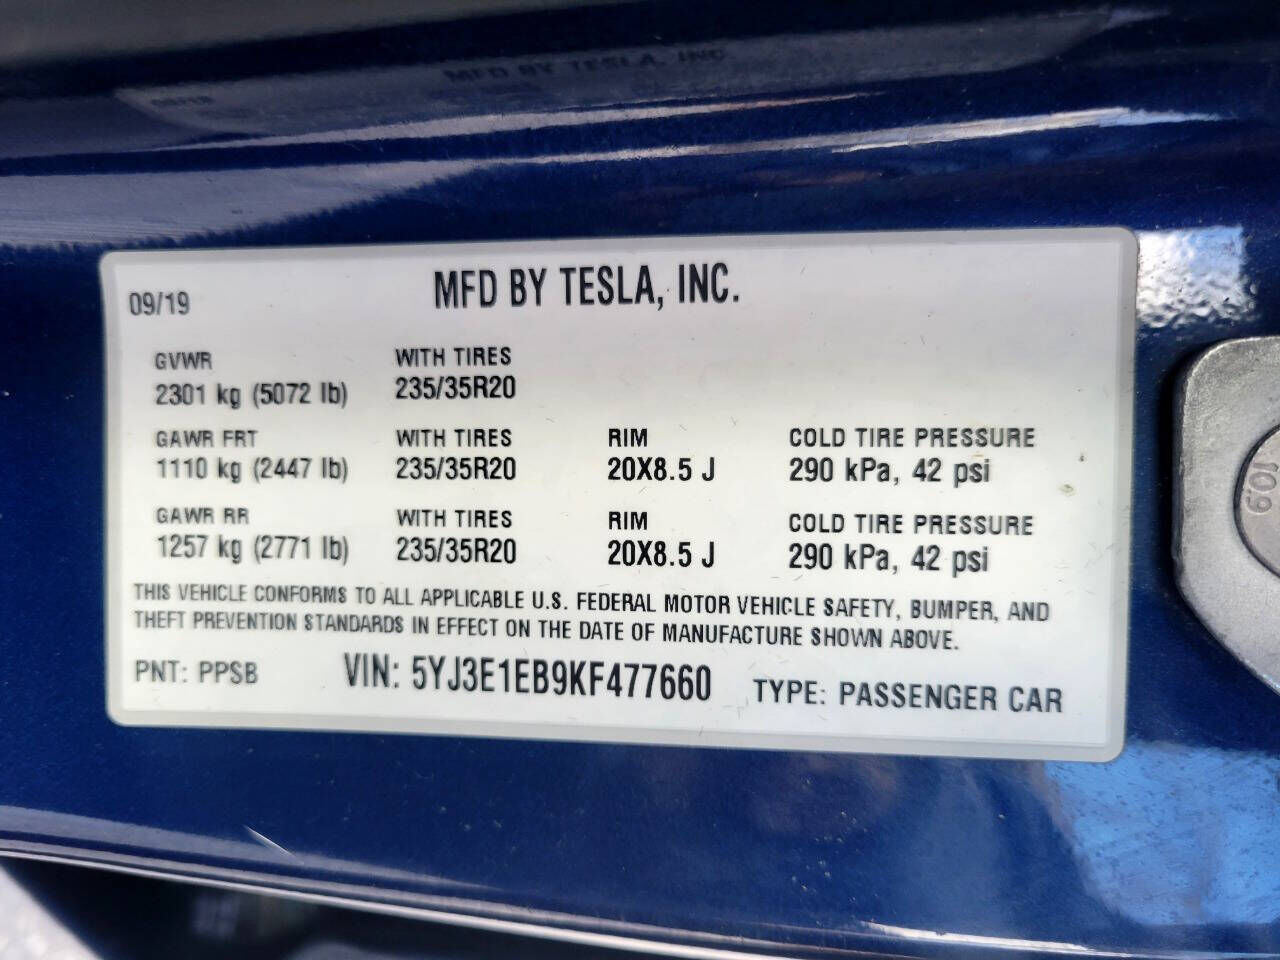 09/19 MFD BY TESLA, INC.
GVWR WITH TIRES
2301 kg (5072 lb) 235/35R20
GAWR FRT WITH TIRES RIM COLD TIRE PRESSURE
1110 kg (2447 lb) 235/35R20 20X8.5 J 290 kPa, 42 psi
GAWR RR WITH TIRES RIM COLD TIRE PRESSURE
1257 kg (2771 lb) 235/35R20 20X8.5 J 290 kPa, 42 psi
THIS VEHICLE CONFORMS TO ALL APPLICABLE U.S. FEDERAL MOTOR VEHICLE SAFETY, BUMPER, AND
THEFT PREVENTION STANDARDS IN EFFECT ON THE DATE OF MANUFACTURE SHOWN ABOVE.
PNT: PPSB VIN: 5YJ3E1EB9KF477660 TYPE: PASSENGER CAR
10.9